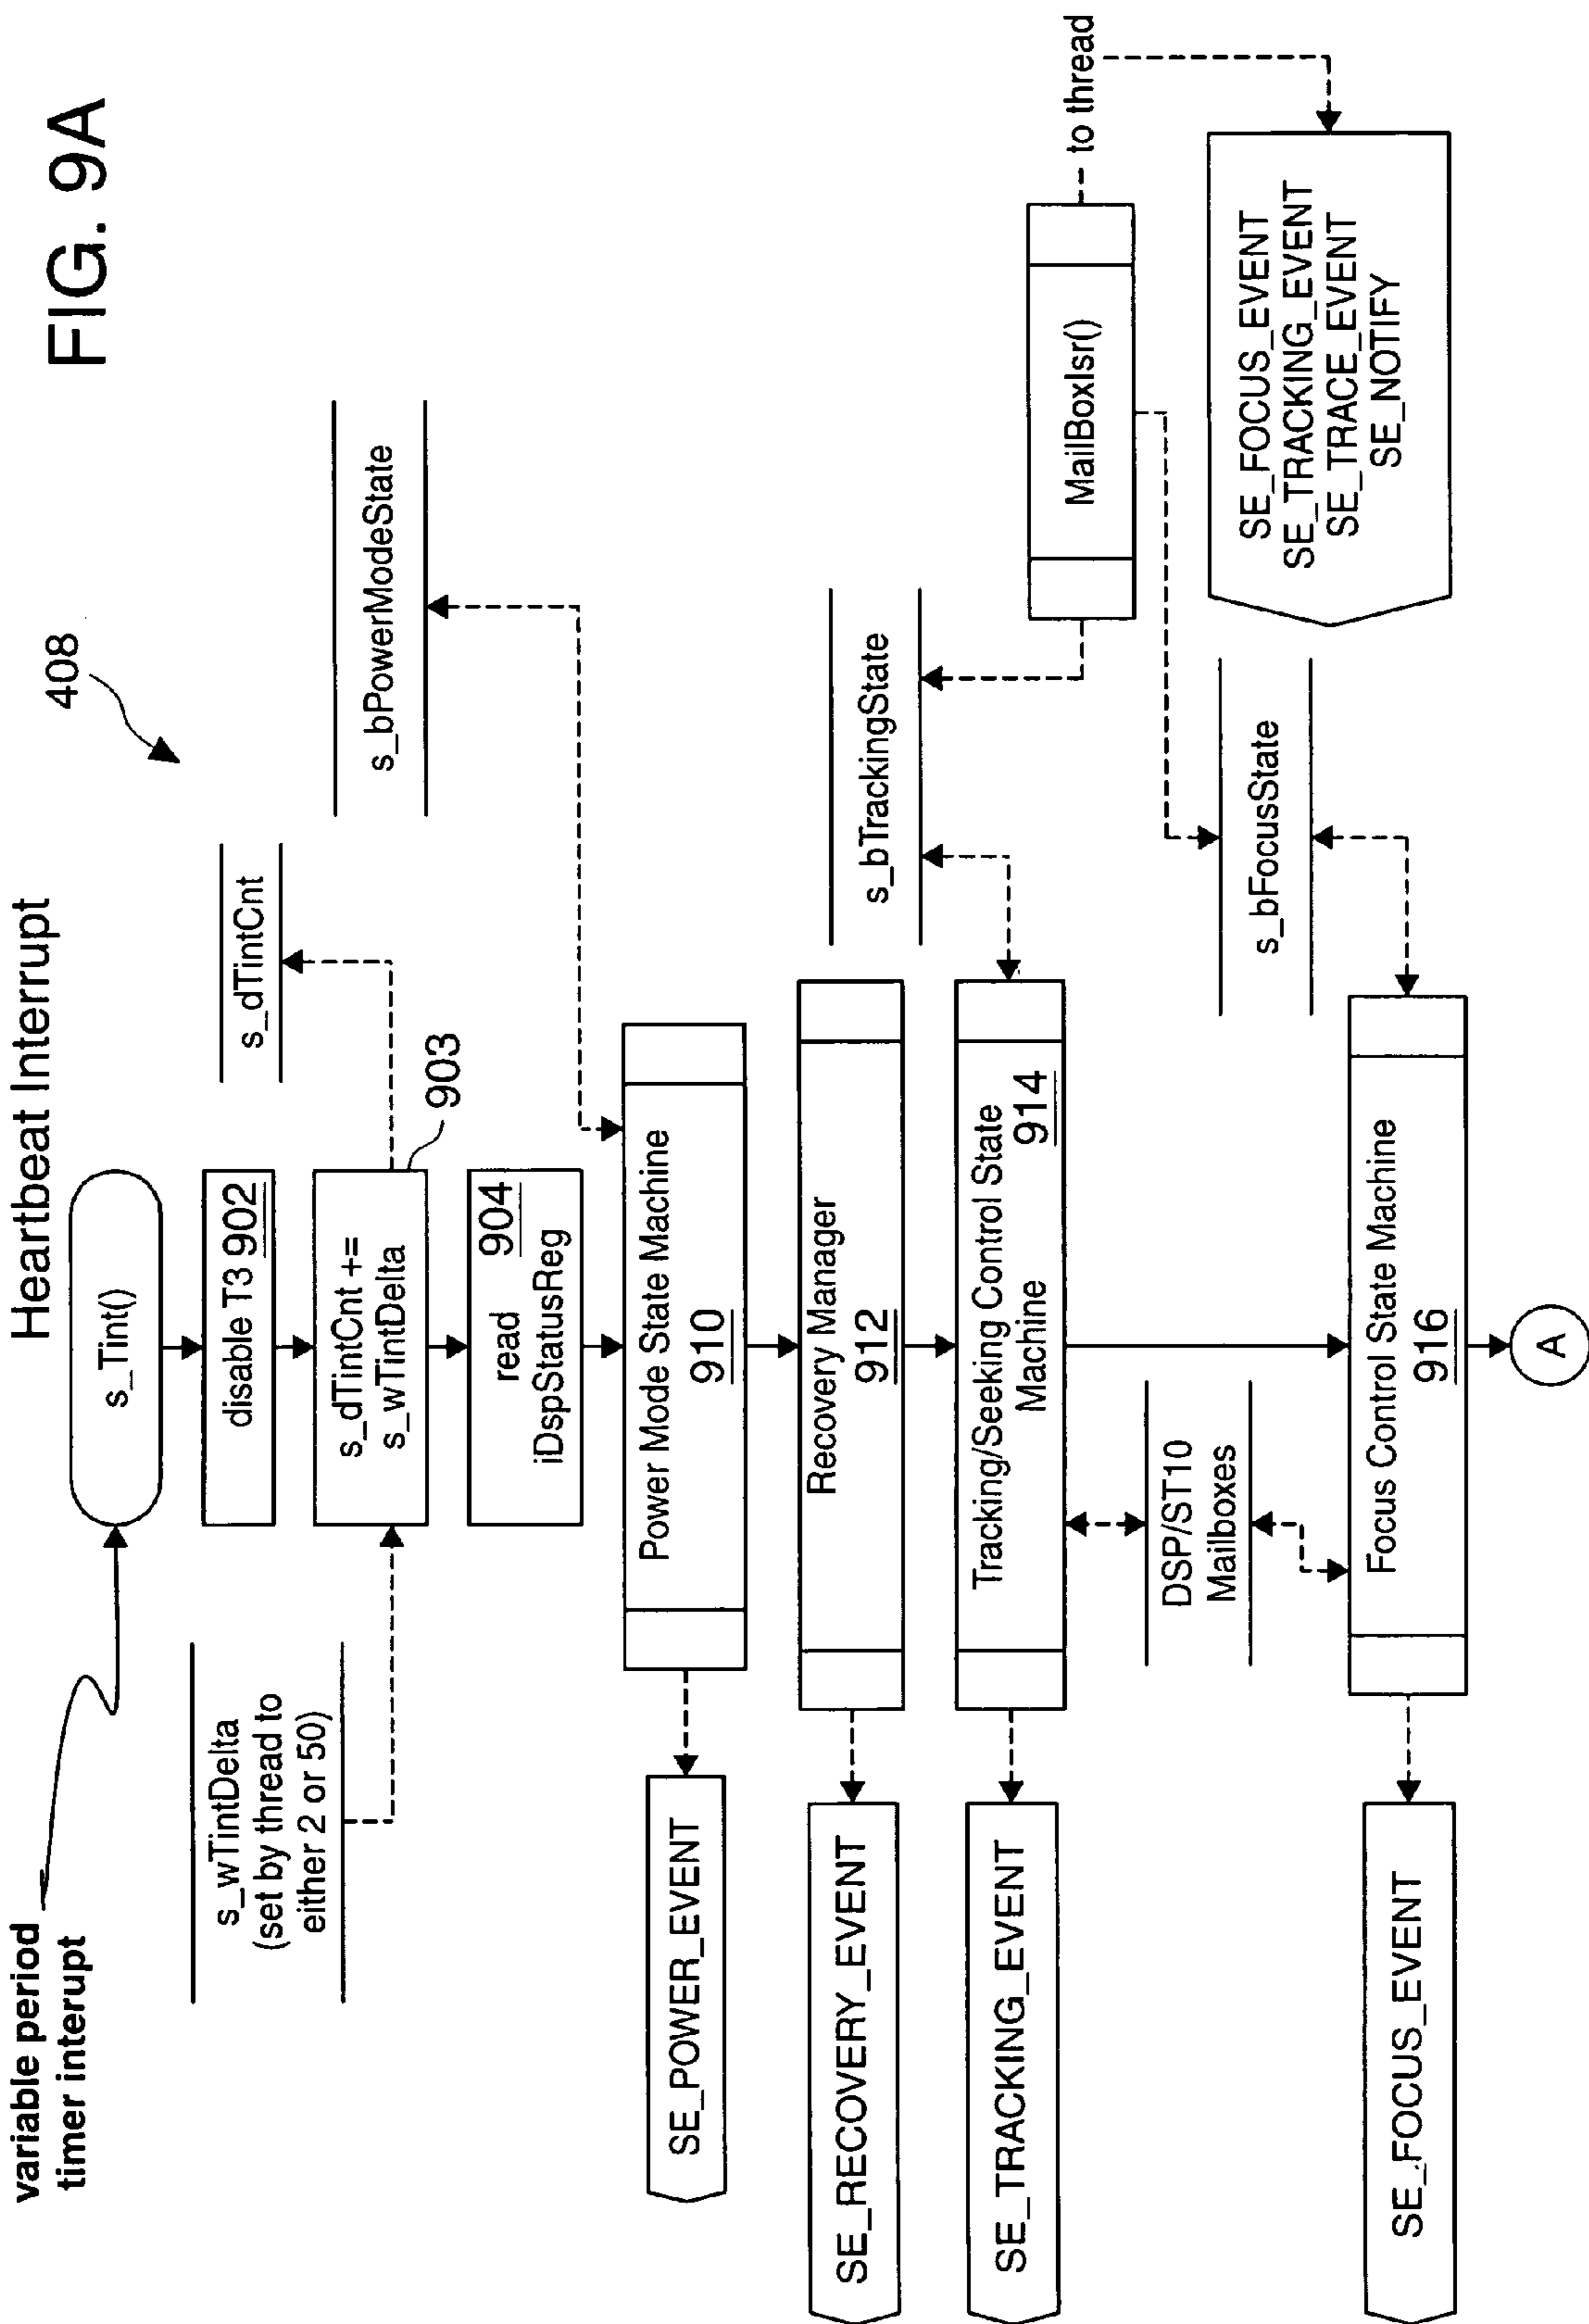 FIG. 9A
Heartbeat Interrupt
408
variable period
timer interupt
s_Tint()
disable T3 902
s_wTintDelta
(set by thread to
either 2 or 50)
s_dTintCnt +=
s_wTintDelta
903
s_dTintCnt
904
read
iDspStatusReg
s_bPowerModeState
Power Mode State Machine
910
SE_POWER_EVENT
Recovery Manager
912
SE_RECOVERY_EVENT
Tracking/Seeking Control State
Machine 914
SE_TRACKING_EVENT
s_bTrackingState
MailBoxIsr()
to thread
SE_FOCUS_EVENT
SE_TRACKING_EVENT
SE_TRACE_EVENT
SE_NOTIFY
DSP/ST10
Mailboxes
s_bFocusState
Focus Control State Machine
916
SE_FOCUS_EVENT
A